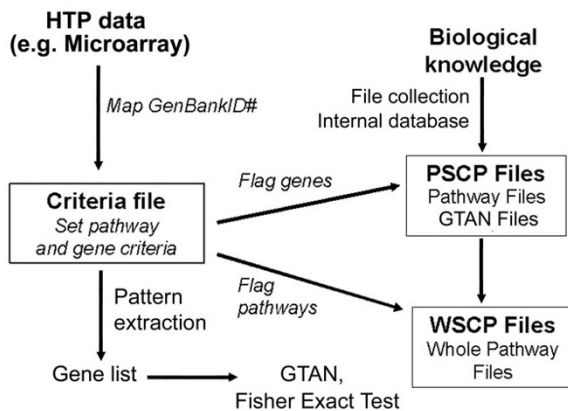 HTP data
(e.g. Microarray)
Map GenBankID#
Biological
knowledge
File collection
Internal database
Criteria file
Set pathway
and gene criteria
Flag genes
PSCP Files
Pathway Files
GTAN Files
Flag
pathways
Pattern
extraction
WSCP Files
Whole Pathway
Files
Gene list
GTAN,
Fisher Exact Test